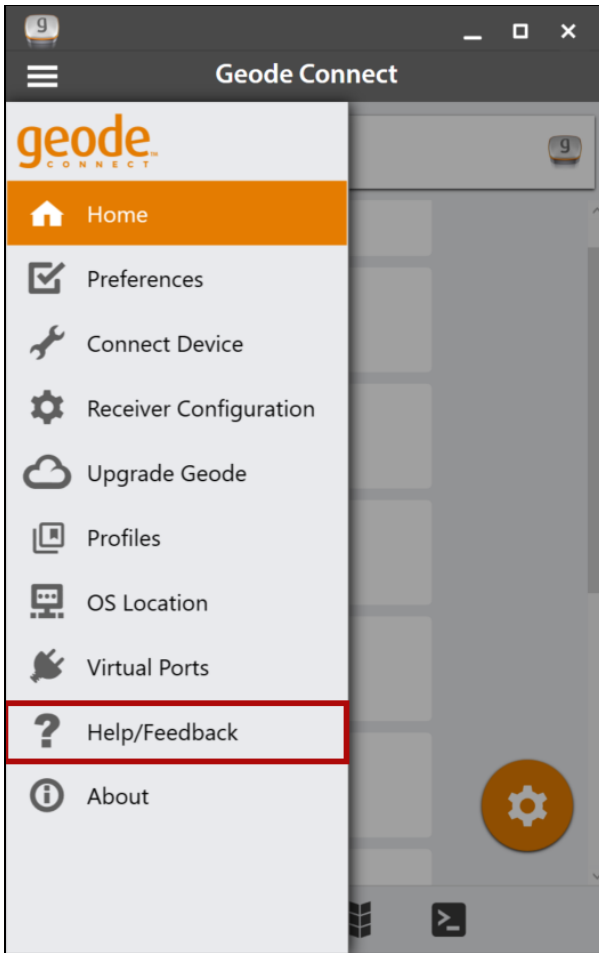 g
Geode Connect
geode™
CONNECT
g
Home
Preferences
Connect Device
Receiver Configuration
Upgrade Geode
Profiles
OS Location
Virtual Ports
Help/Feedback
About